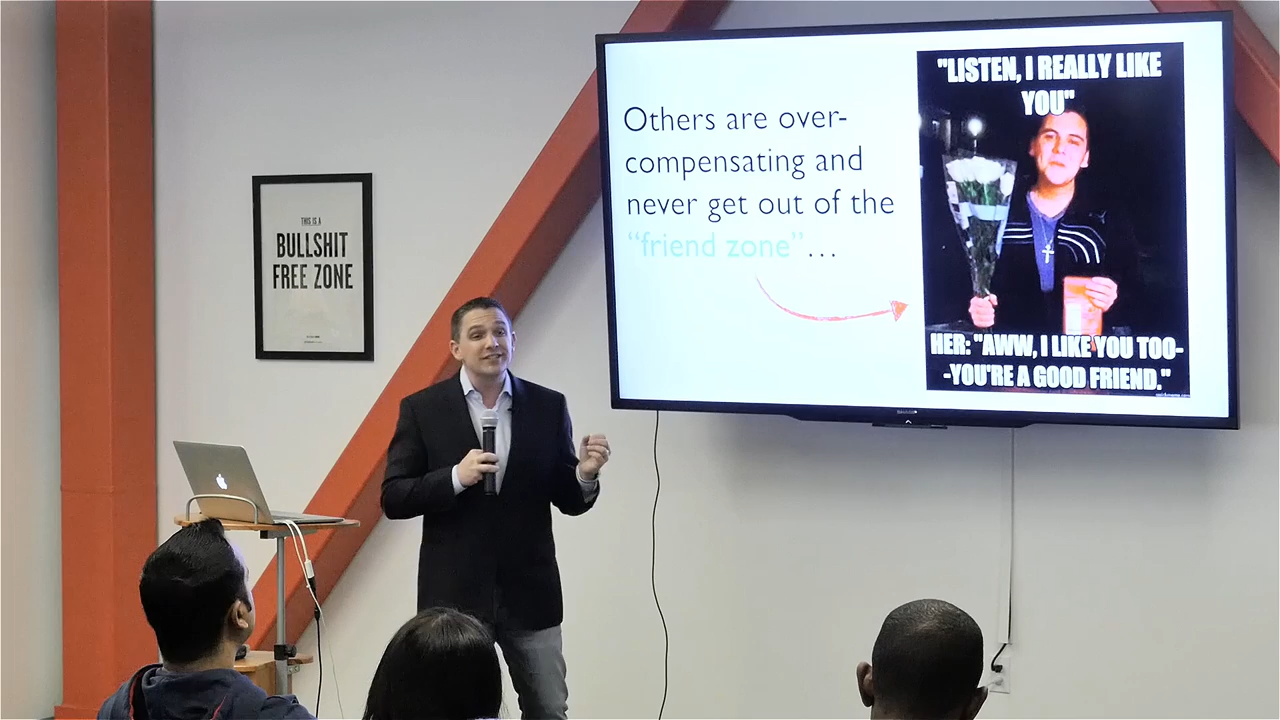 THIS IS A
BULLSHIT
FREE ZONE
Others are over-
compensating and
never get out of the
“friend zone”...
"LISTEN, I REALLY LIKE
YOU"
HER: "AWW, I LIKE YOU TOO-
-YOU'RE A GOOD FRIEND."